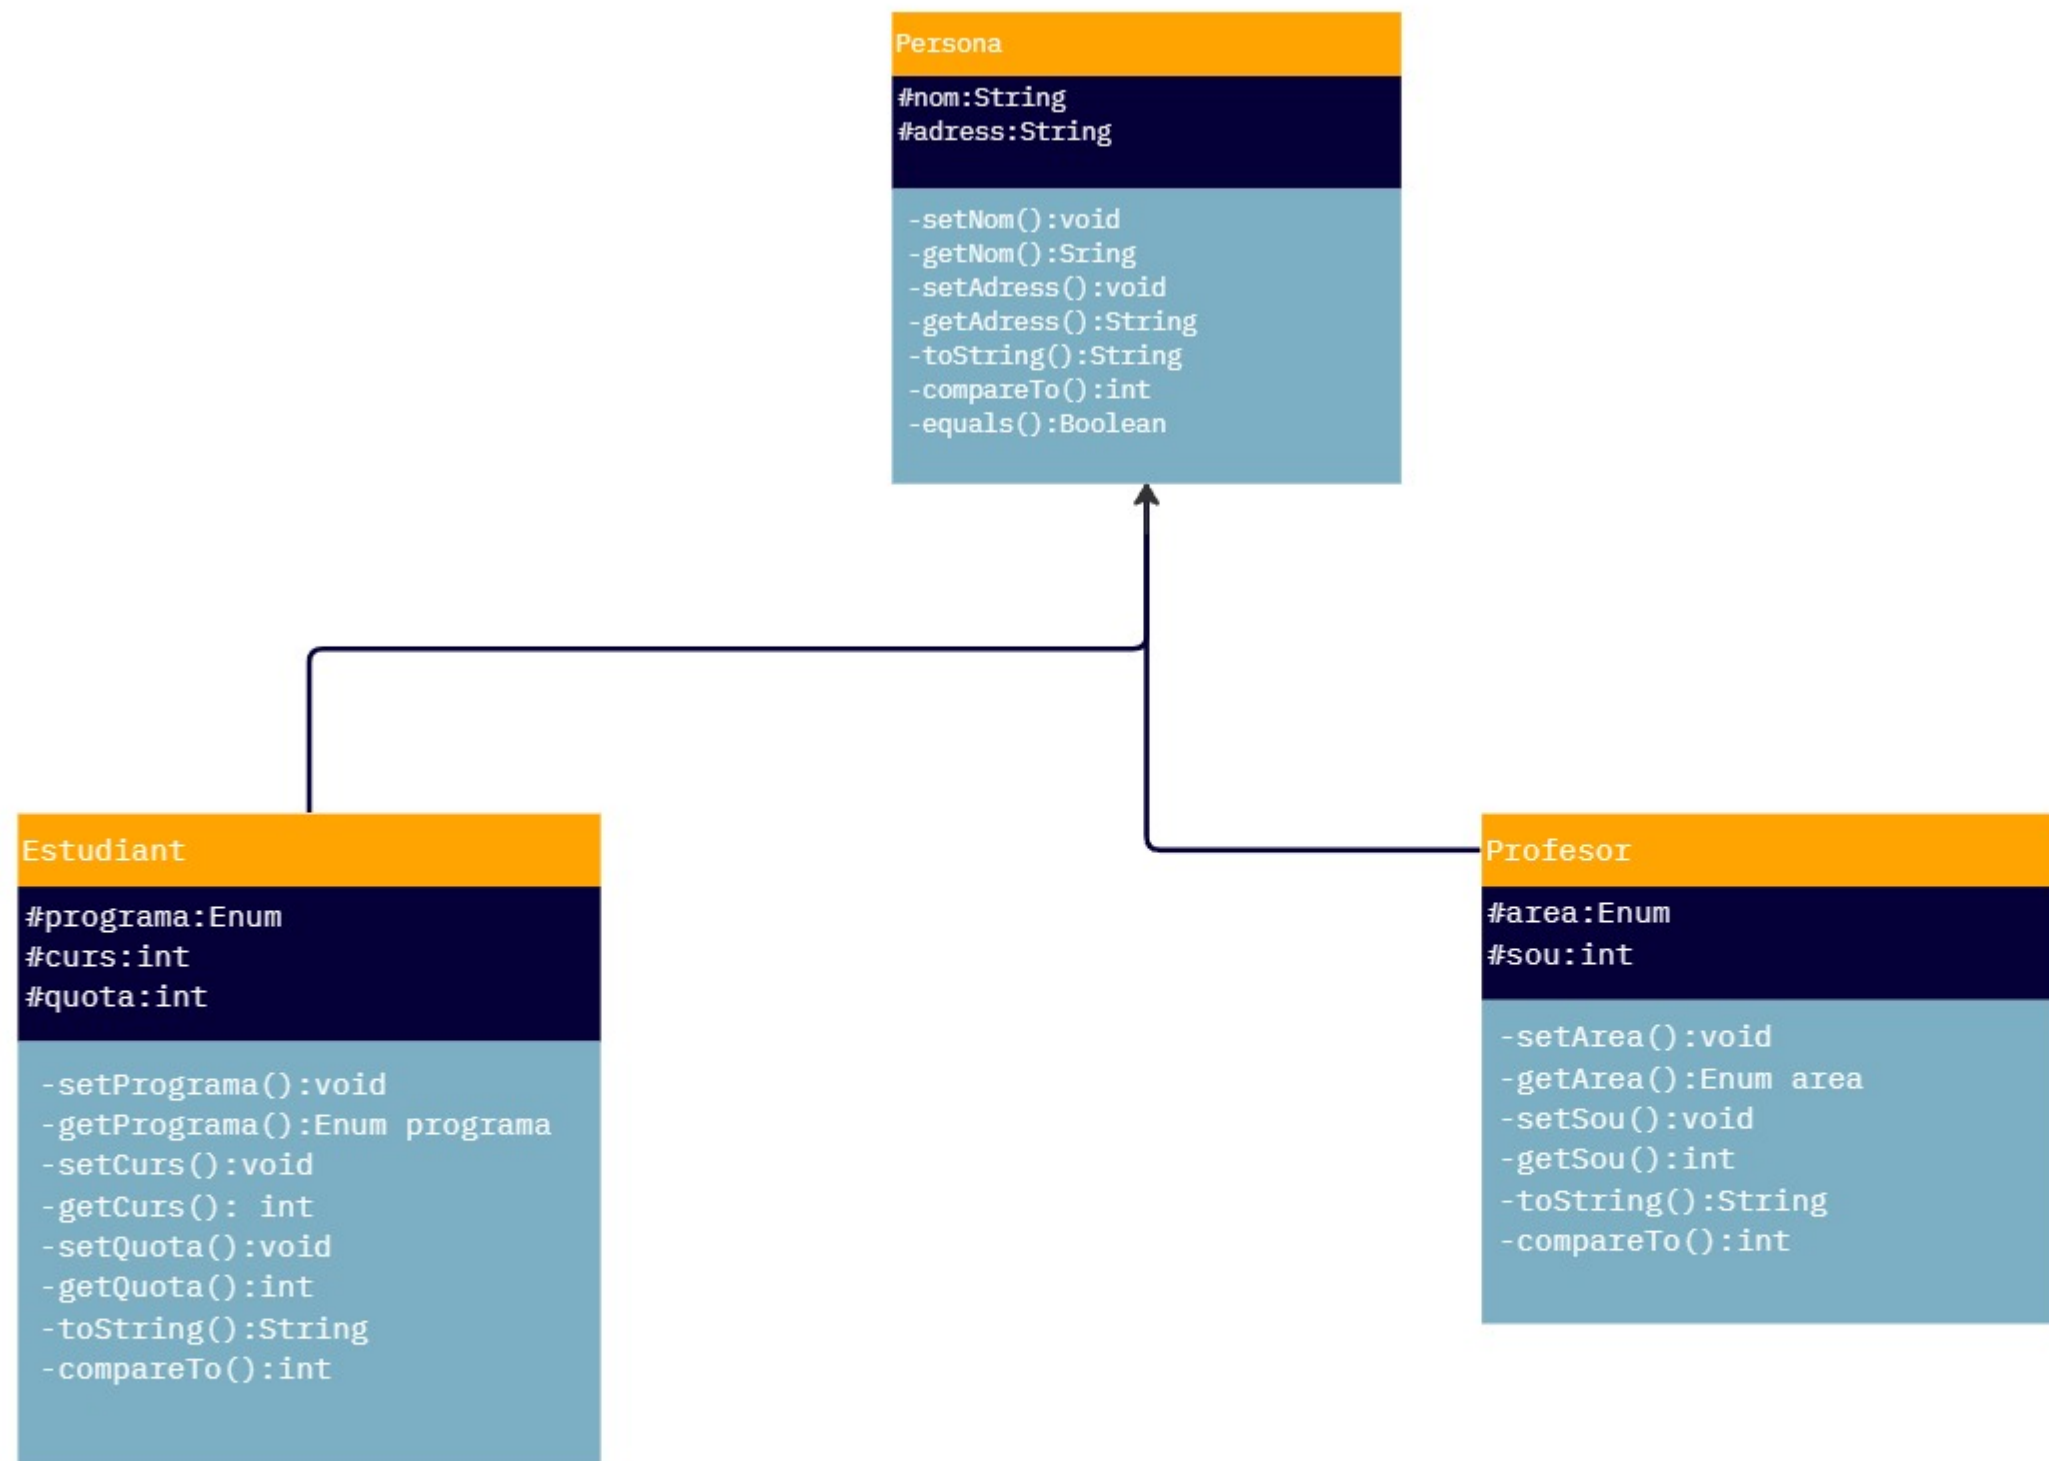 Persona
#nom:String
#adress:String
-setNom():void
-getNom():Sring
-setAdress():void
-getAdress():String
-toString():String
-compareTo():int
-equals():Boolean
Estudiant
#programa:Enum
#curs:int
#quota:int
-setPrograma():void
-getPrograma():Enum programa
-setCurs():void
-getCurs(): int
-setQuota():void
-getQuota():int
-toString():String
-compareTo():int
Profesor
#area:Enum
#sou:int
-setArea():void
-getArea():Enum area
-setSou():void
-getSou():int
-toString():String
-compareTo():int